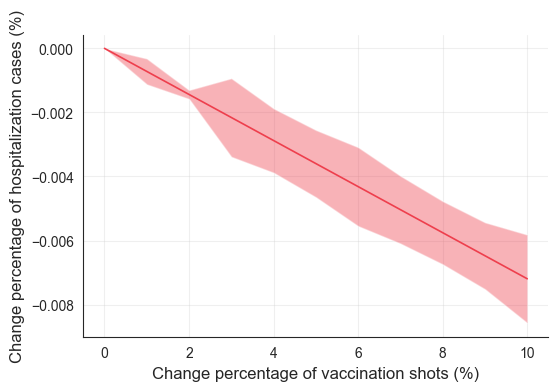 Change percentage of hospitalization cases (%)
0.000
−0.002
−0.004
−0.006
−0.008
0 2 4 6 8 10
Change percentage of vaccination shots (%)